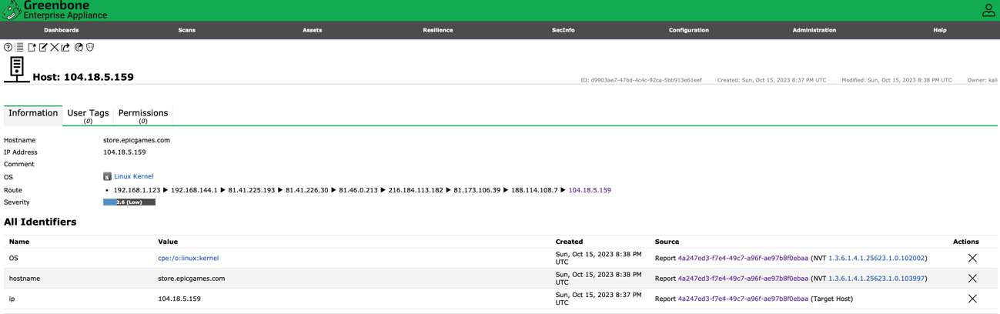 Greenbone
Enterprise Appliance
Dashboards Scans Assets Resilience SecInfo Configuration Administration Help
Host: 104.18.5.159
ID: d9903ae7-47bd-4c4c-92ca-5bb913e61eef Created: Sun, Oct 15, 2023 8:37 PM UTC Modified: Sun, Oct 15, 2023 8:38 PM UTC Owner: kali
Information User Tags Permissions
(0) (0)
Hostname store.epicgames.com
IP Address 104.18.5.159
Comment
OS Linux Kernel
Route • 192.168.1.123 ▶ 192.168.144.1 ▶ 81.41.225.193 ▶ 81.41.226.30 ▶ 81.46.0.213 ▶ 216.184.113.182 ▶ 81.173.106.39 ▶ 188.114.108.7 ▶ 104.18.5.159
Severity 2.6 (Low)
All Identifiers
Name Value Created Source Actions
OS cpe:/o:linux:kernel Sun, Oct 15, 2023 8:38 PM UTC Report 4a247ed3-f7e4-49c7-a96f-ae97b8f0ebaa (NVT 1.3.6.1.4.1.25623.1.0.102002)
hostname store.epicgames.com Sun, Oct 15, 2023 8:38 PM UTC Report 4a247ed3-f7e4-49c7-a96f-ae97b8f0ebaa (NVT 1.3.6.1.4.1.25623.1.0.103997)
ip 104.18.5.159 Sun, Oct 15, 2023 8:37 PM UTC Report 4a247ed3-f7e4-49c7-a96f-ae97b8f0ebaa (Target Host)